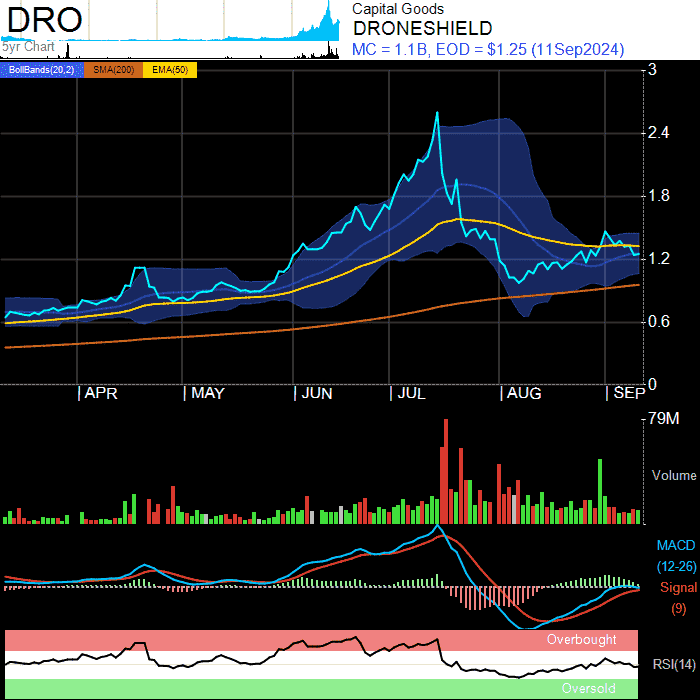 DRO
5yr Chart
Capital Goods
DRONESHIELD
MC = 1.1B, EOD = $1.25 (11Sep2024)
BollBands(20,2) SMA(200) EMA(50)
3
2.4
1.8
1.2
0.6
0
APR MAY JUN JUL AUG SEP
79M
Volume
MACD
(12-26)
Signal
(9)
Overbought
RSI(14)
Oversold